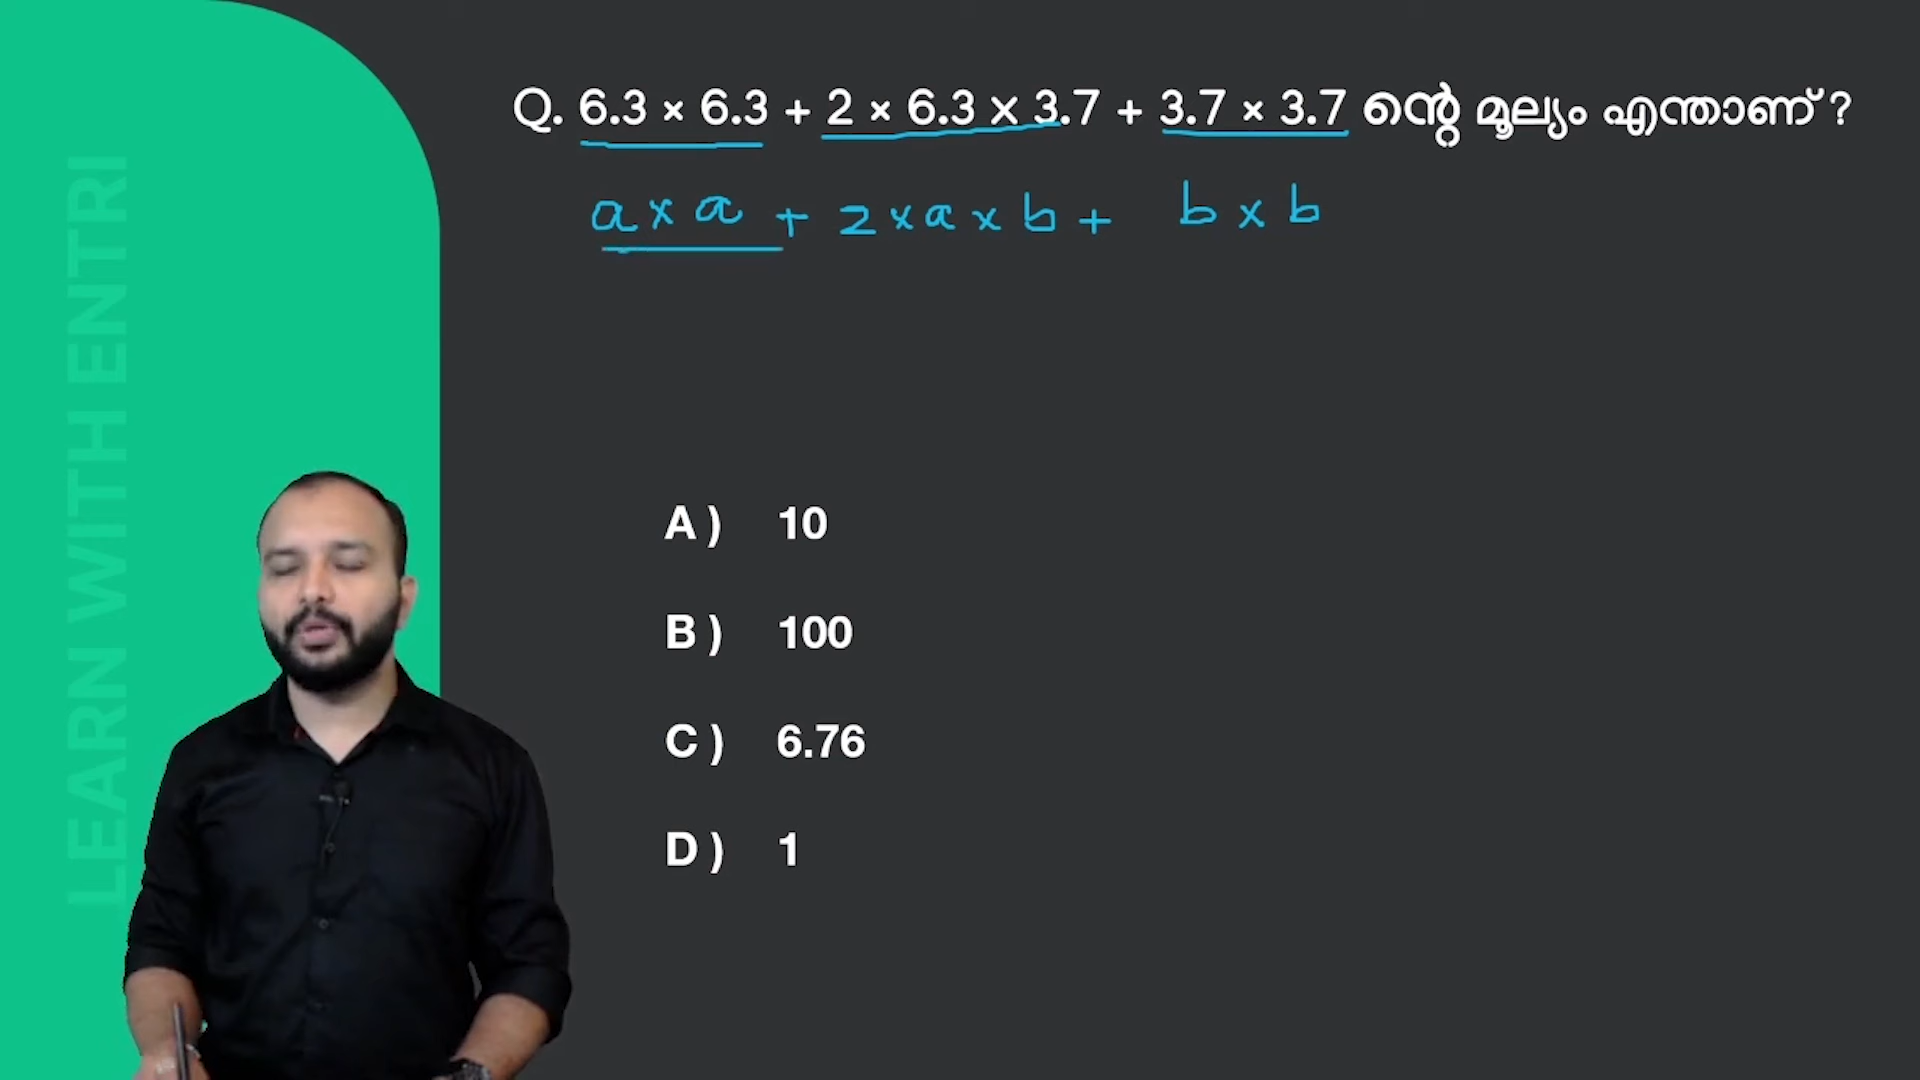 LEARN WITH ENTRI
Q. 6.3 × 6.3 + 2 × 6.3 × 3.7 + 3.7 × 3.7 ന്റെ മൂല്യം എന്താണ് ?
a × a + 2 × a × b + b × b
A ) 10
B ) 100
C ) 6.76
D ) 1